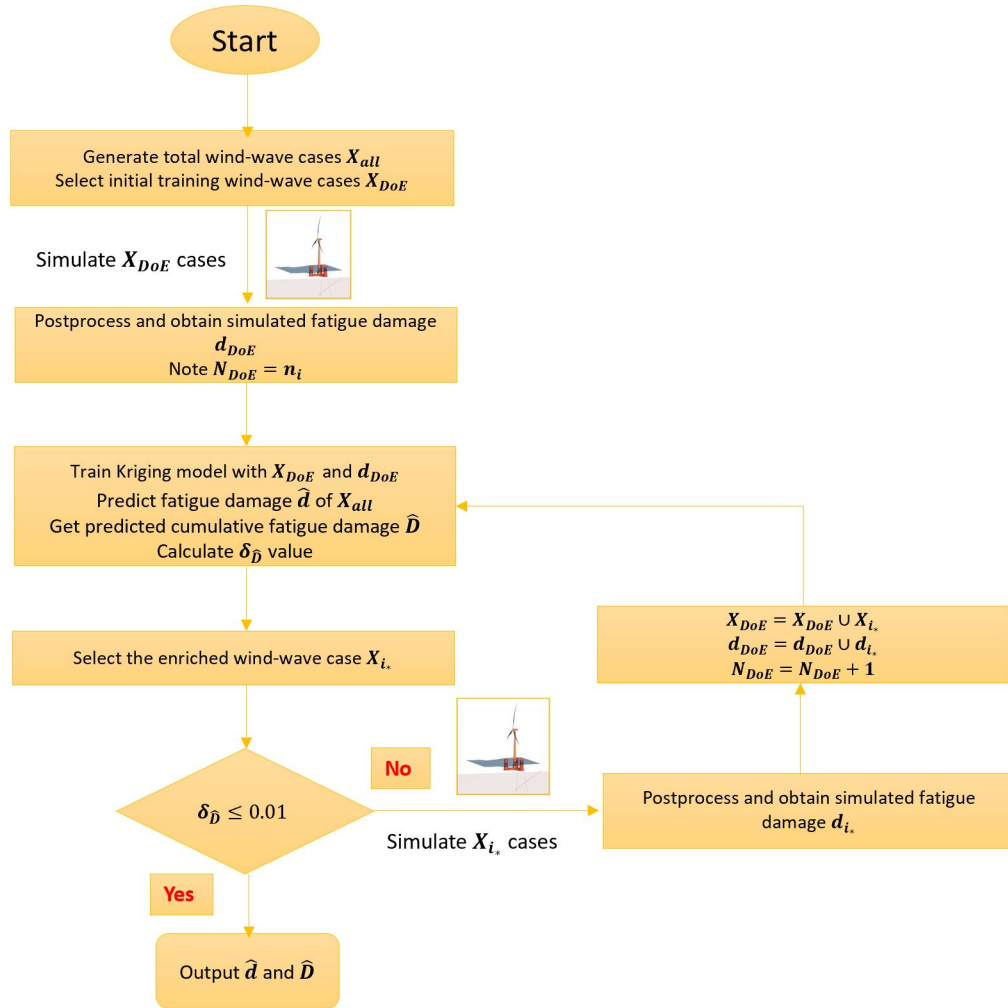 Start
Generate total wind-wave cases X_all
Select initial training wind-wave cases X_DoE
Simulate X_DoE cases
Postprocess and obtain simulated fatigue damage
d_DoE
Note N_DoE = n_i
Train Kriging model with X_DoE and d_DoE
Predict fatigue damage d̂ of X_all
Get predicted cumulative fatigue damage D̂
Calculate δ_D̂ value
Select the enriched wind-wave case X_i*
δ_D̂ ≤ 0.01
No
Simulate X_i* cases
Postprocess and obtain simulated fatigue
damage d_i*
X_DoE = X_DoE ∪ X_i*
d_DoE = d_DoE ∪ d_i*
N_DoE = N_DoE + 1
Yes
Output d̂ and D̂